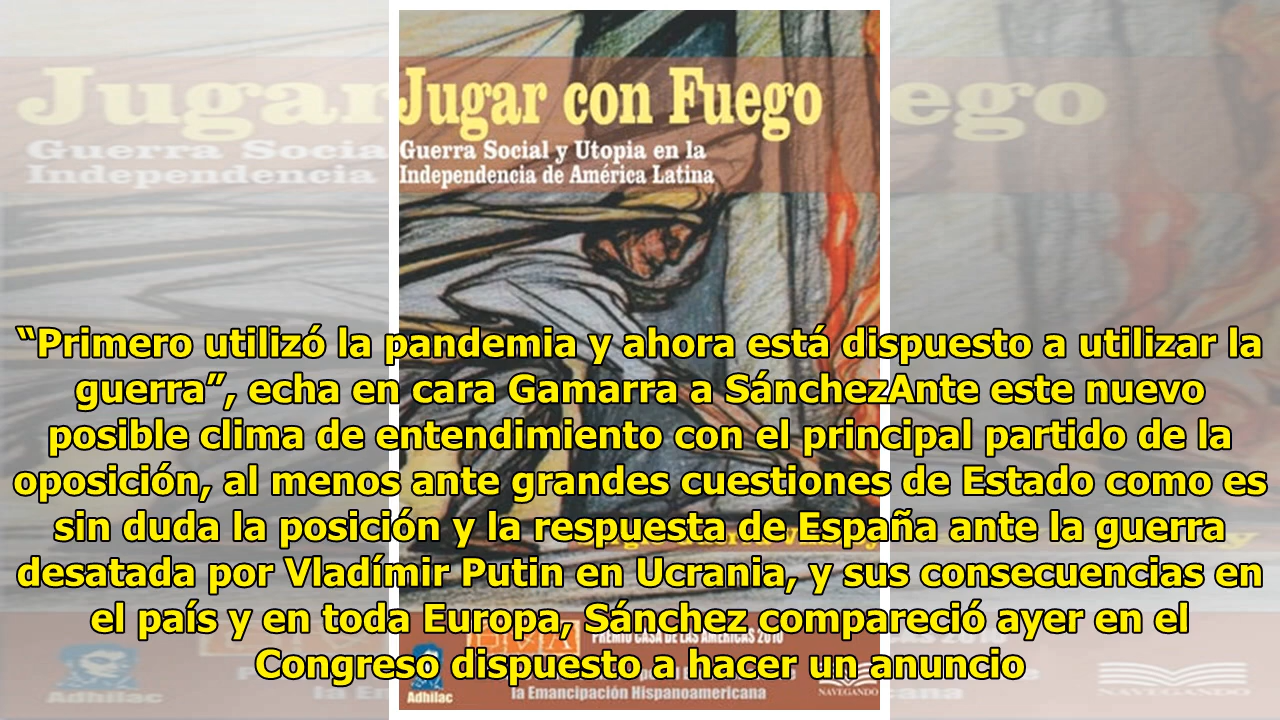 Jugar con Fuego
Guerra Social y Utopia en la
Independencia de América Latina
“Primero utilizó la pandemia y ahora está dispuesto a utilizar la
guerra”, echa en cara Gamarra a SánchezAnte este nuevo
posible clima de entendimiento con el principal partido de la
oposición, al menos ante grandes cuestiones de Estado como es
sin duda la posición y la respuesta de España ante la guerra
desatada por Vladímir Putin en Ucrania, y sus consecuencias en
el país y en toda Europa, Sánchez compareció ayer en el
Congreso dispuesto a hacer un anuncio
PREMIO CASA DE LAS AMÉRICAS 2010
la Emancipación Hispanoamericana
Adhilac
NAVEGANDO